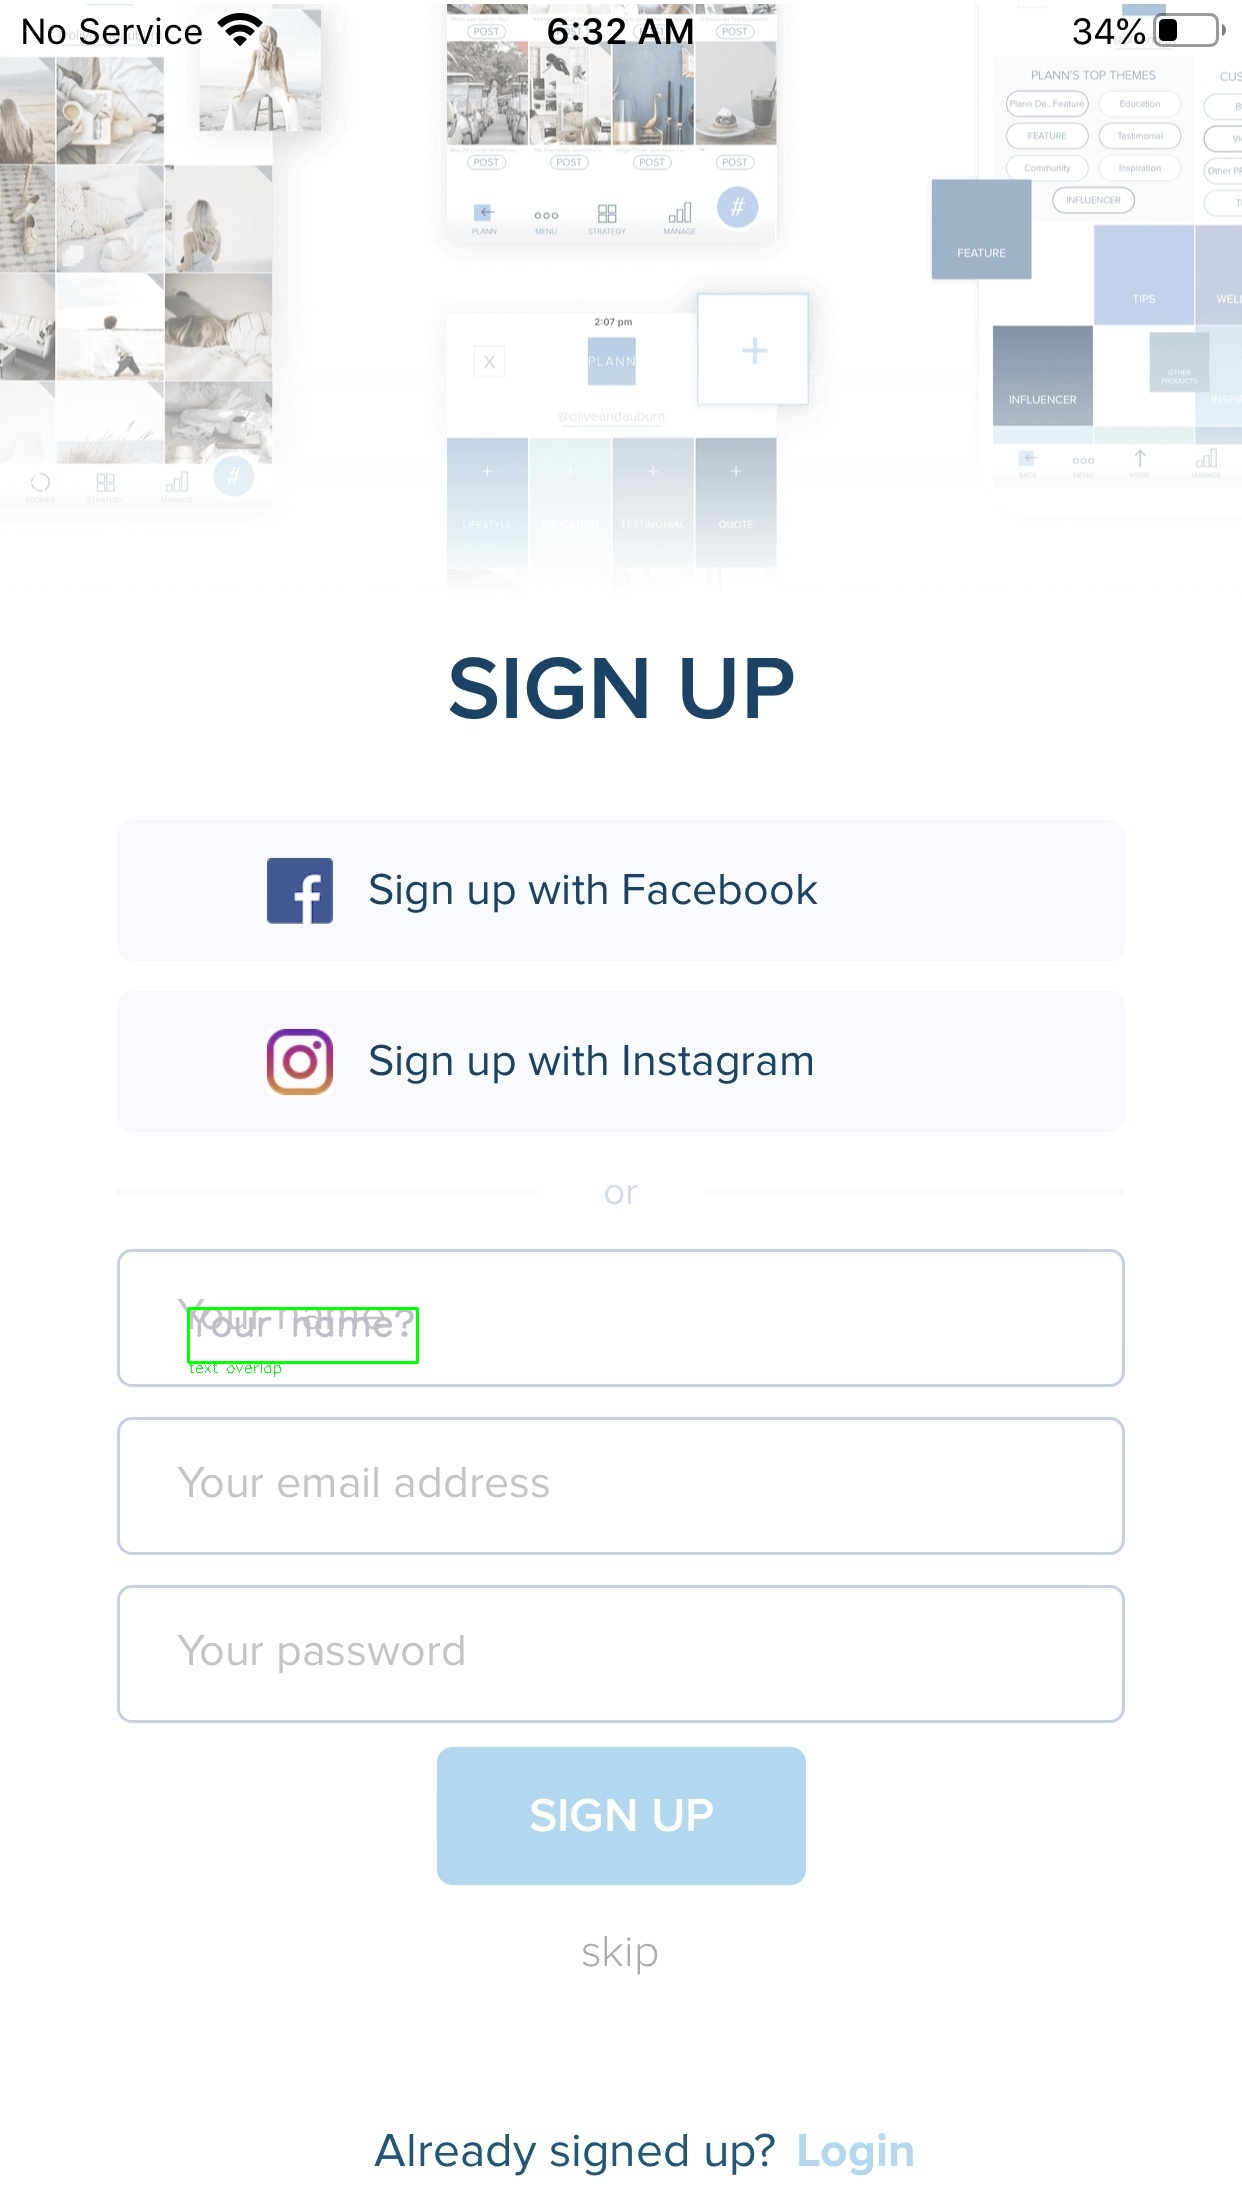 No Service 6:32 AM 34%
POST POST
PLANN'S TOP THEMES
Plann De...Feature Education
FEATURE Testimonial
Community Inspiration
INFLUENCER
POST POST POST POST
PLANN MENU STRATEGY MANAGE #
FEATURE
TIPS
INFLUENCER
OTHER PRODUCTS
BACK MENU MORE MANAGE
2:07 pm
X PLANN +
@oliveandauburn
STORIES STRATEGY MANAGE #
LIFESTYLE EDUCATION TESTIMONIAL QUOTE
SIGN UP
Sign up with Facebook
Sign up with Instagram
or
Your name
Your name?
text overlap
Your email address
Your password
SIGN UP
skip
Already signed up? Login